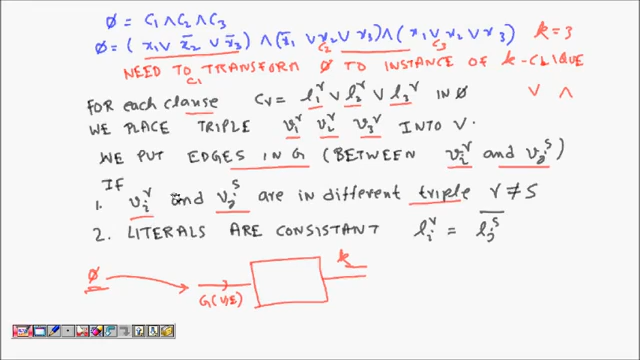 Ø = C₁ ∧ C₂ ∧ C₃
Ø = ( x₁ ∨ x̄₂ ∨ x̄₃ ) ∧ ( x̄₁ ∨ x₂ ∨ x₃ ) ∧ ( x₁ ∨ x₂ ∨ x₃ ) k = 3
C₁ C₂ C₃
NEED TO TRANSFORM Ø TO INSTANCE OF k-CLIQUE
FOR each clause Cᵣ = l₁ʳ ∨ l₂ʳ ∨ l₃ʳ in Ø ∨ ∧
WE PLACE TRIPLE v₁ʳ v₂ʳ v₃ʳ INTO V.
WE PUT EDGES IN G (BETWEEN vᵢʳ and vⱼˢ)
If
1. vᵢʳ and vⱼˢ are in different triple r ≠ s
2. LITERALS ARE CONSISTANT lᵢʳ = l̄ⱼˢ
Ø G(V,E) k